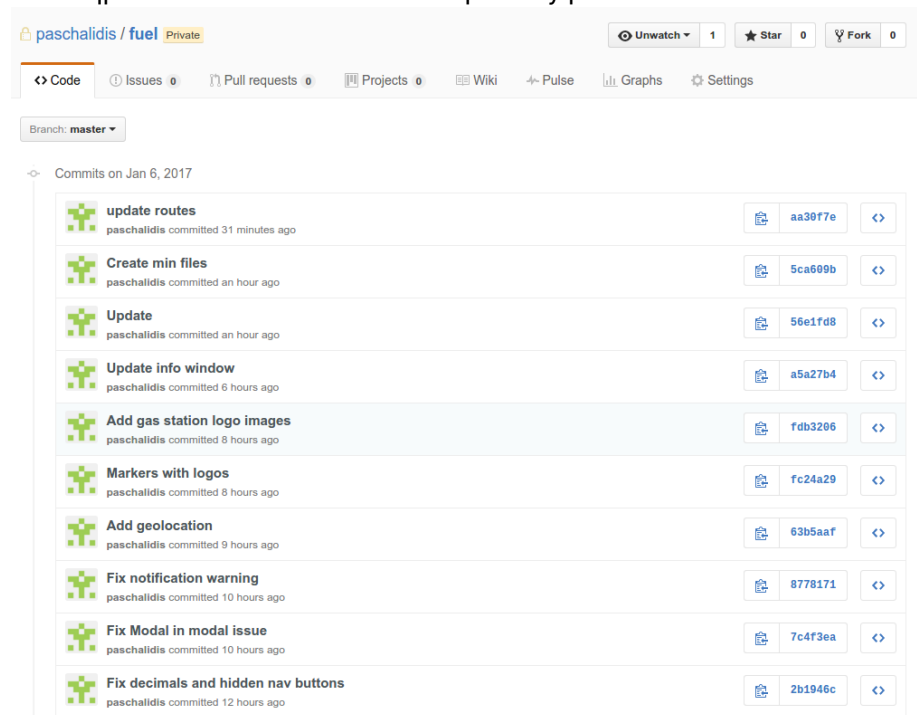 paschalidis / fuel Private
Unwatch 1 Star 0 Fork 0
Code Issues 0 Pull requests 0 Projects 0 Wiki Pulse Graphs Settings
Branch: master
Commits on Jan 6, 2017
update routes
paschalidis committed 31 minutes ago
aa30f7e
Create min files
paschalidis committed an hour ago
5ca609b
Update
paschalidis committed an hour ago
56e1fd8
Update info window
paschalidis committed 6 hours ago
a5a27b4
Add gas station logo images
paschalidis committed 8 hours ago
fdb3206
Markers with logos
paschalidis committed 8 hours ago
fc24a29
Add geolocation
paschalidis committed 9 hours ago
63b5aaf
Fix notification warning
paschalidis committed 10 hours ago
8778171
Fix Modal in modal issue
paschalidis committed 10 hours ago
7c4f3ea
Fix decimals and hidden nav buttons
paschalidis committed 12 hours ago
2b1946c